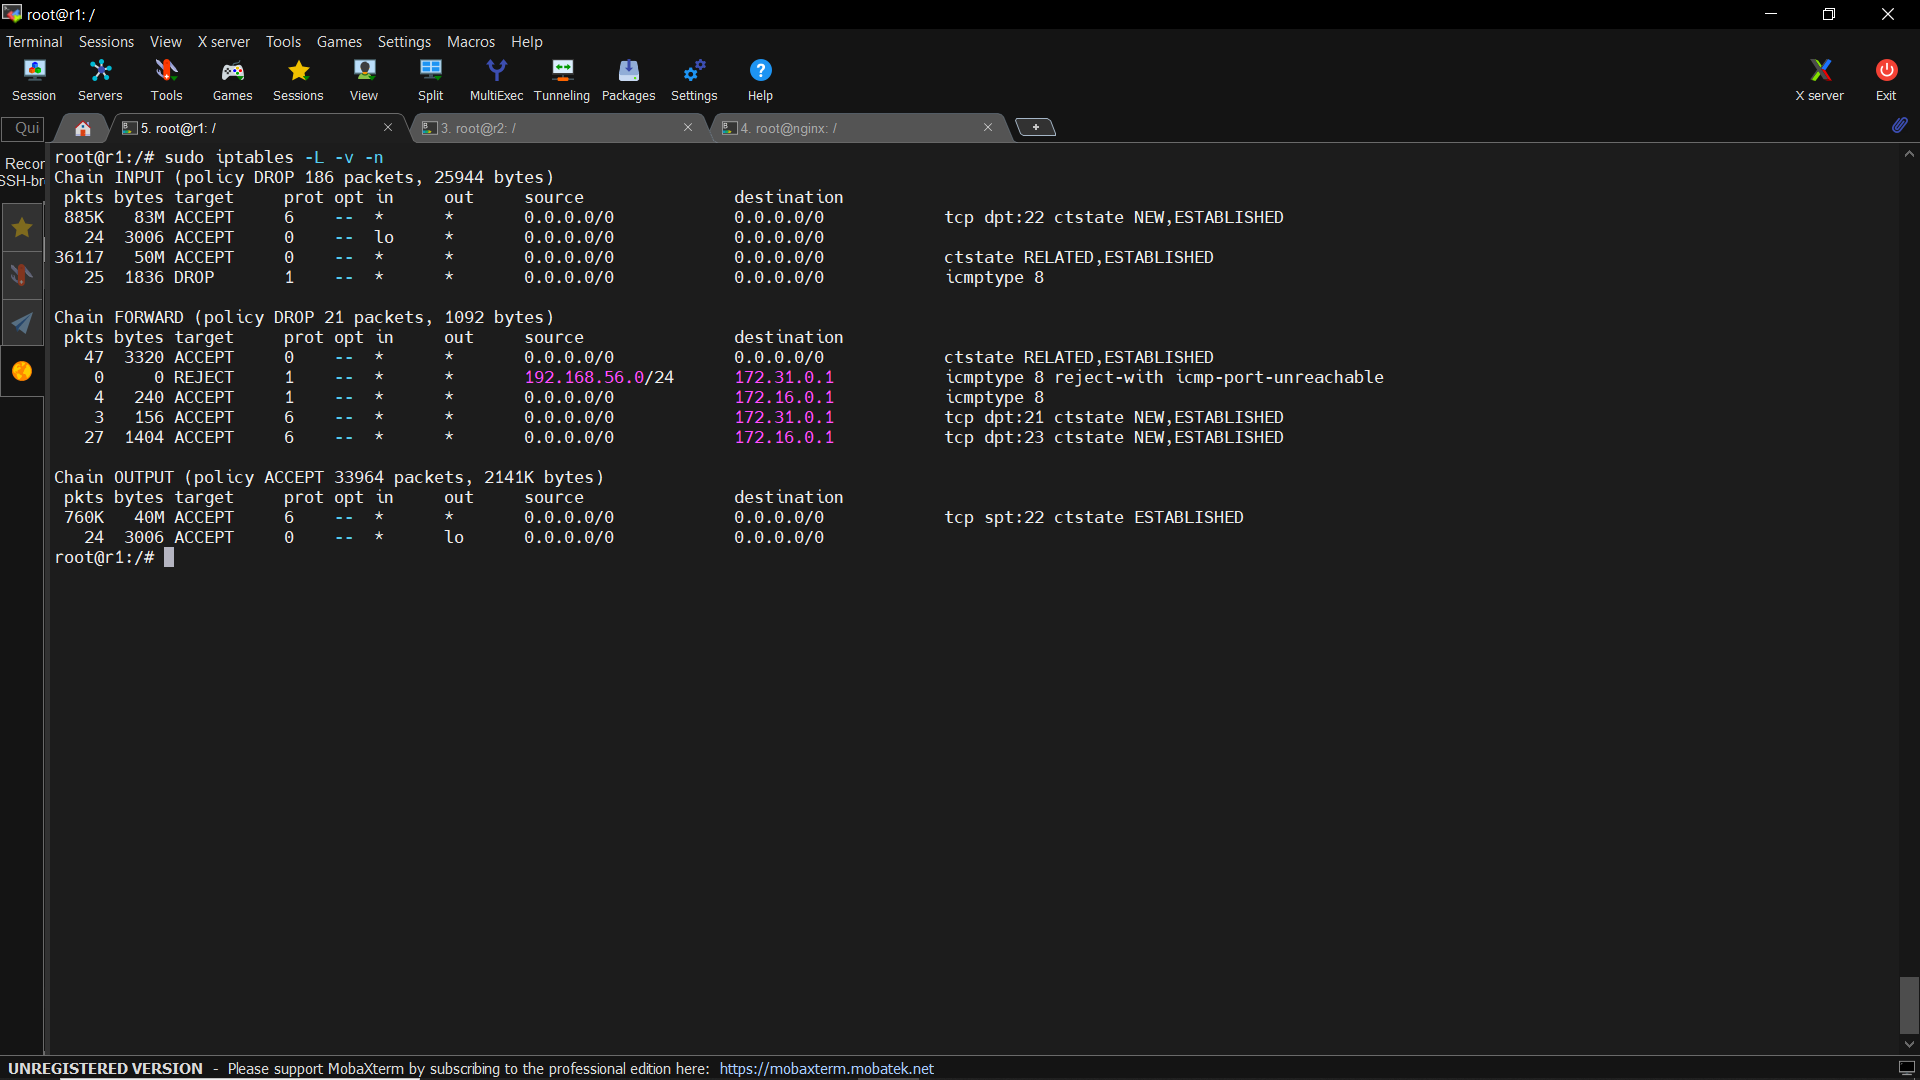 root@r1: /
Terminal Sessions View X server Tools Games Settings Macros Help
Session Servers Tools Games Sessions View Split MultiExec Tunneling Packages Settings Help X server Exit
Qui 5. root@r1: / 3. root@r2: / 4. root@nginx: /
Recor
SSH-bro
root@r1:/# sudo iptables -L -v -n
Chain INPUT (policy DROP 186 packets, 25944 bytes)
 pkts bytes target     prot opt in     out     source               destination
 885K   83M ACCEPT     6    --  *      *       0.0.0.0/0            0.0.0.0/0            tcp dpt:22 ctstate NEW,ESTABLISHED
   24  3006 ACCEPT     0    --  lo     *       0.0.0.0/0            0.0.0.0/0
36117   50M ACCEPT     0    --  *      *       0.0.0.0/0            0.0.0.0/0            ctstate RELATED,ESTABLISHED
   25  1836 DROP       1    --  *      *       0.0.0.0/0            0.0.0.0/0            icmptype 8
Chain FORWARD (policy DROP 21 packets, 1092 bytes)
 pkts bytes target     prot opt in     out     source               destination
   47  3320 ACCEPT     0    --  *      *       0.0.0.0/0            0.0.0.0/0            ctstate RELATED,ESTABLISHED
    0     0 REJECT     1    --  *      *       192.168.56.0/24      172.31.0.1           icmptype 8 reject-with icmp-port-unreachable
    4   240 ACCEPT     1    --  *      *       0.0.0.0/0            172.16.0.1           icmptype 8
    3   156 ACCEPT     6    --  *      *       0.0.0.0/0            172.31.0.1           tcp dpt:21 ctstate NEW,ESTABLISHED
   27  1404 ACCEPT     6    --  *      *       0.0.0.0/0            172.16.0.1           tcp dpt:23 ctstate NEW,ESTABLISHED
Chain OUTPUT (policy ACCEPT 33964 packets, 2141K bytes)
 pkts bytes target     prot opt in     out     source               destination
 760K   40M ACCEPT     6    --  *      *       0.0.0.0/0            0.0.0.0/0            tcp spt:22 ctstate ESTABLISHED
   24  3006 ACCEPT     0    --  *      lo      0.0.0.0/0            0.0.0.0/0
root@r1:/#
UNREGISTERED VERSION - Please support MobaXterm by subscribing to the professional edition here: https://mobaxterm.mobatek.net